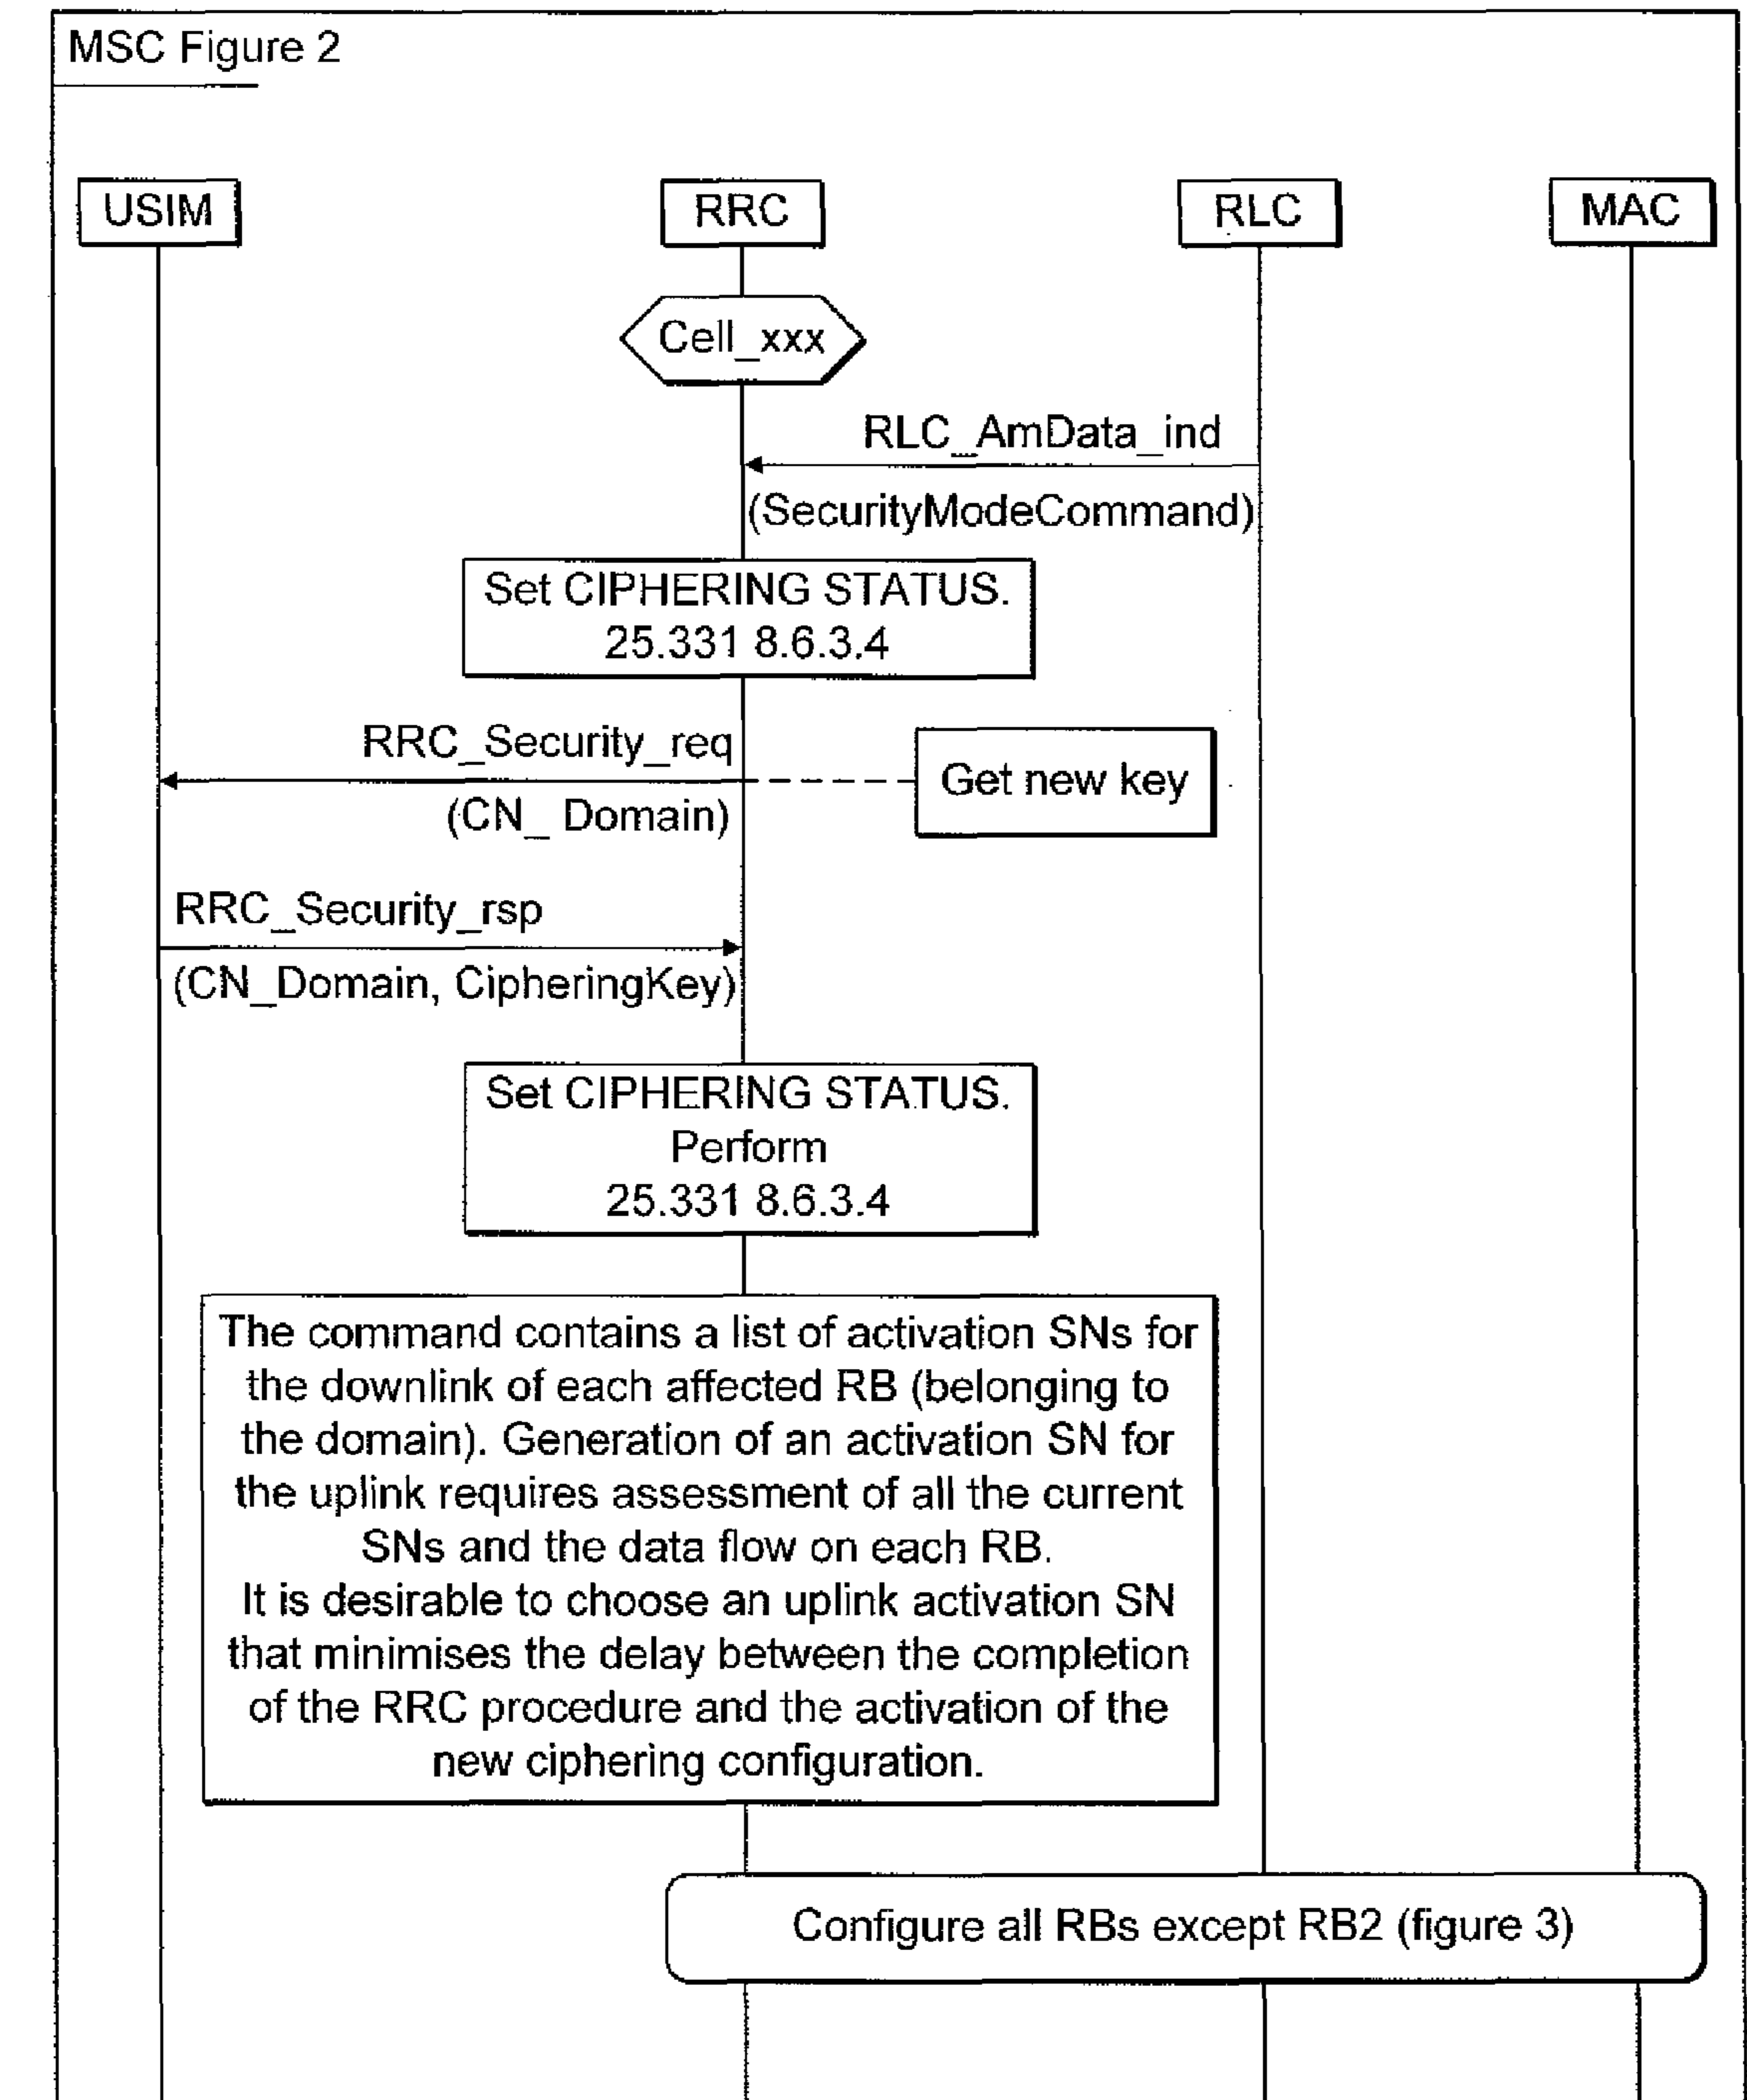 MSC Figure 2
USIM
RRC
RLC
MAC
Cell_xxx
RLC_AmData_ind
(SecurityModeCommand)
Set CIPHERING STATUS.
25.331 8.6.3.4
RRC_Security_req
(CN_ Domain)
Get new key
RRC_Security_rsp
(CN_Domain, CipheringKey)
Set CIPHERING STATUS.
Perform
25.331 8.6.3.4
The command contains a list of activation SNs for
the downlink of each affected RB (belonging to
the domain). Generation of an activation SN for
the uplink requires assessment of all the current
SNs and the data flow on each RB.
It is desirable to choose an uplink activation SN
that minimises the delay between the completion
of the RRC procedure and the activation of the
new ciphering configuration.
Configure all RBs except RB2 (figure 3)